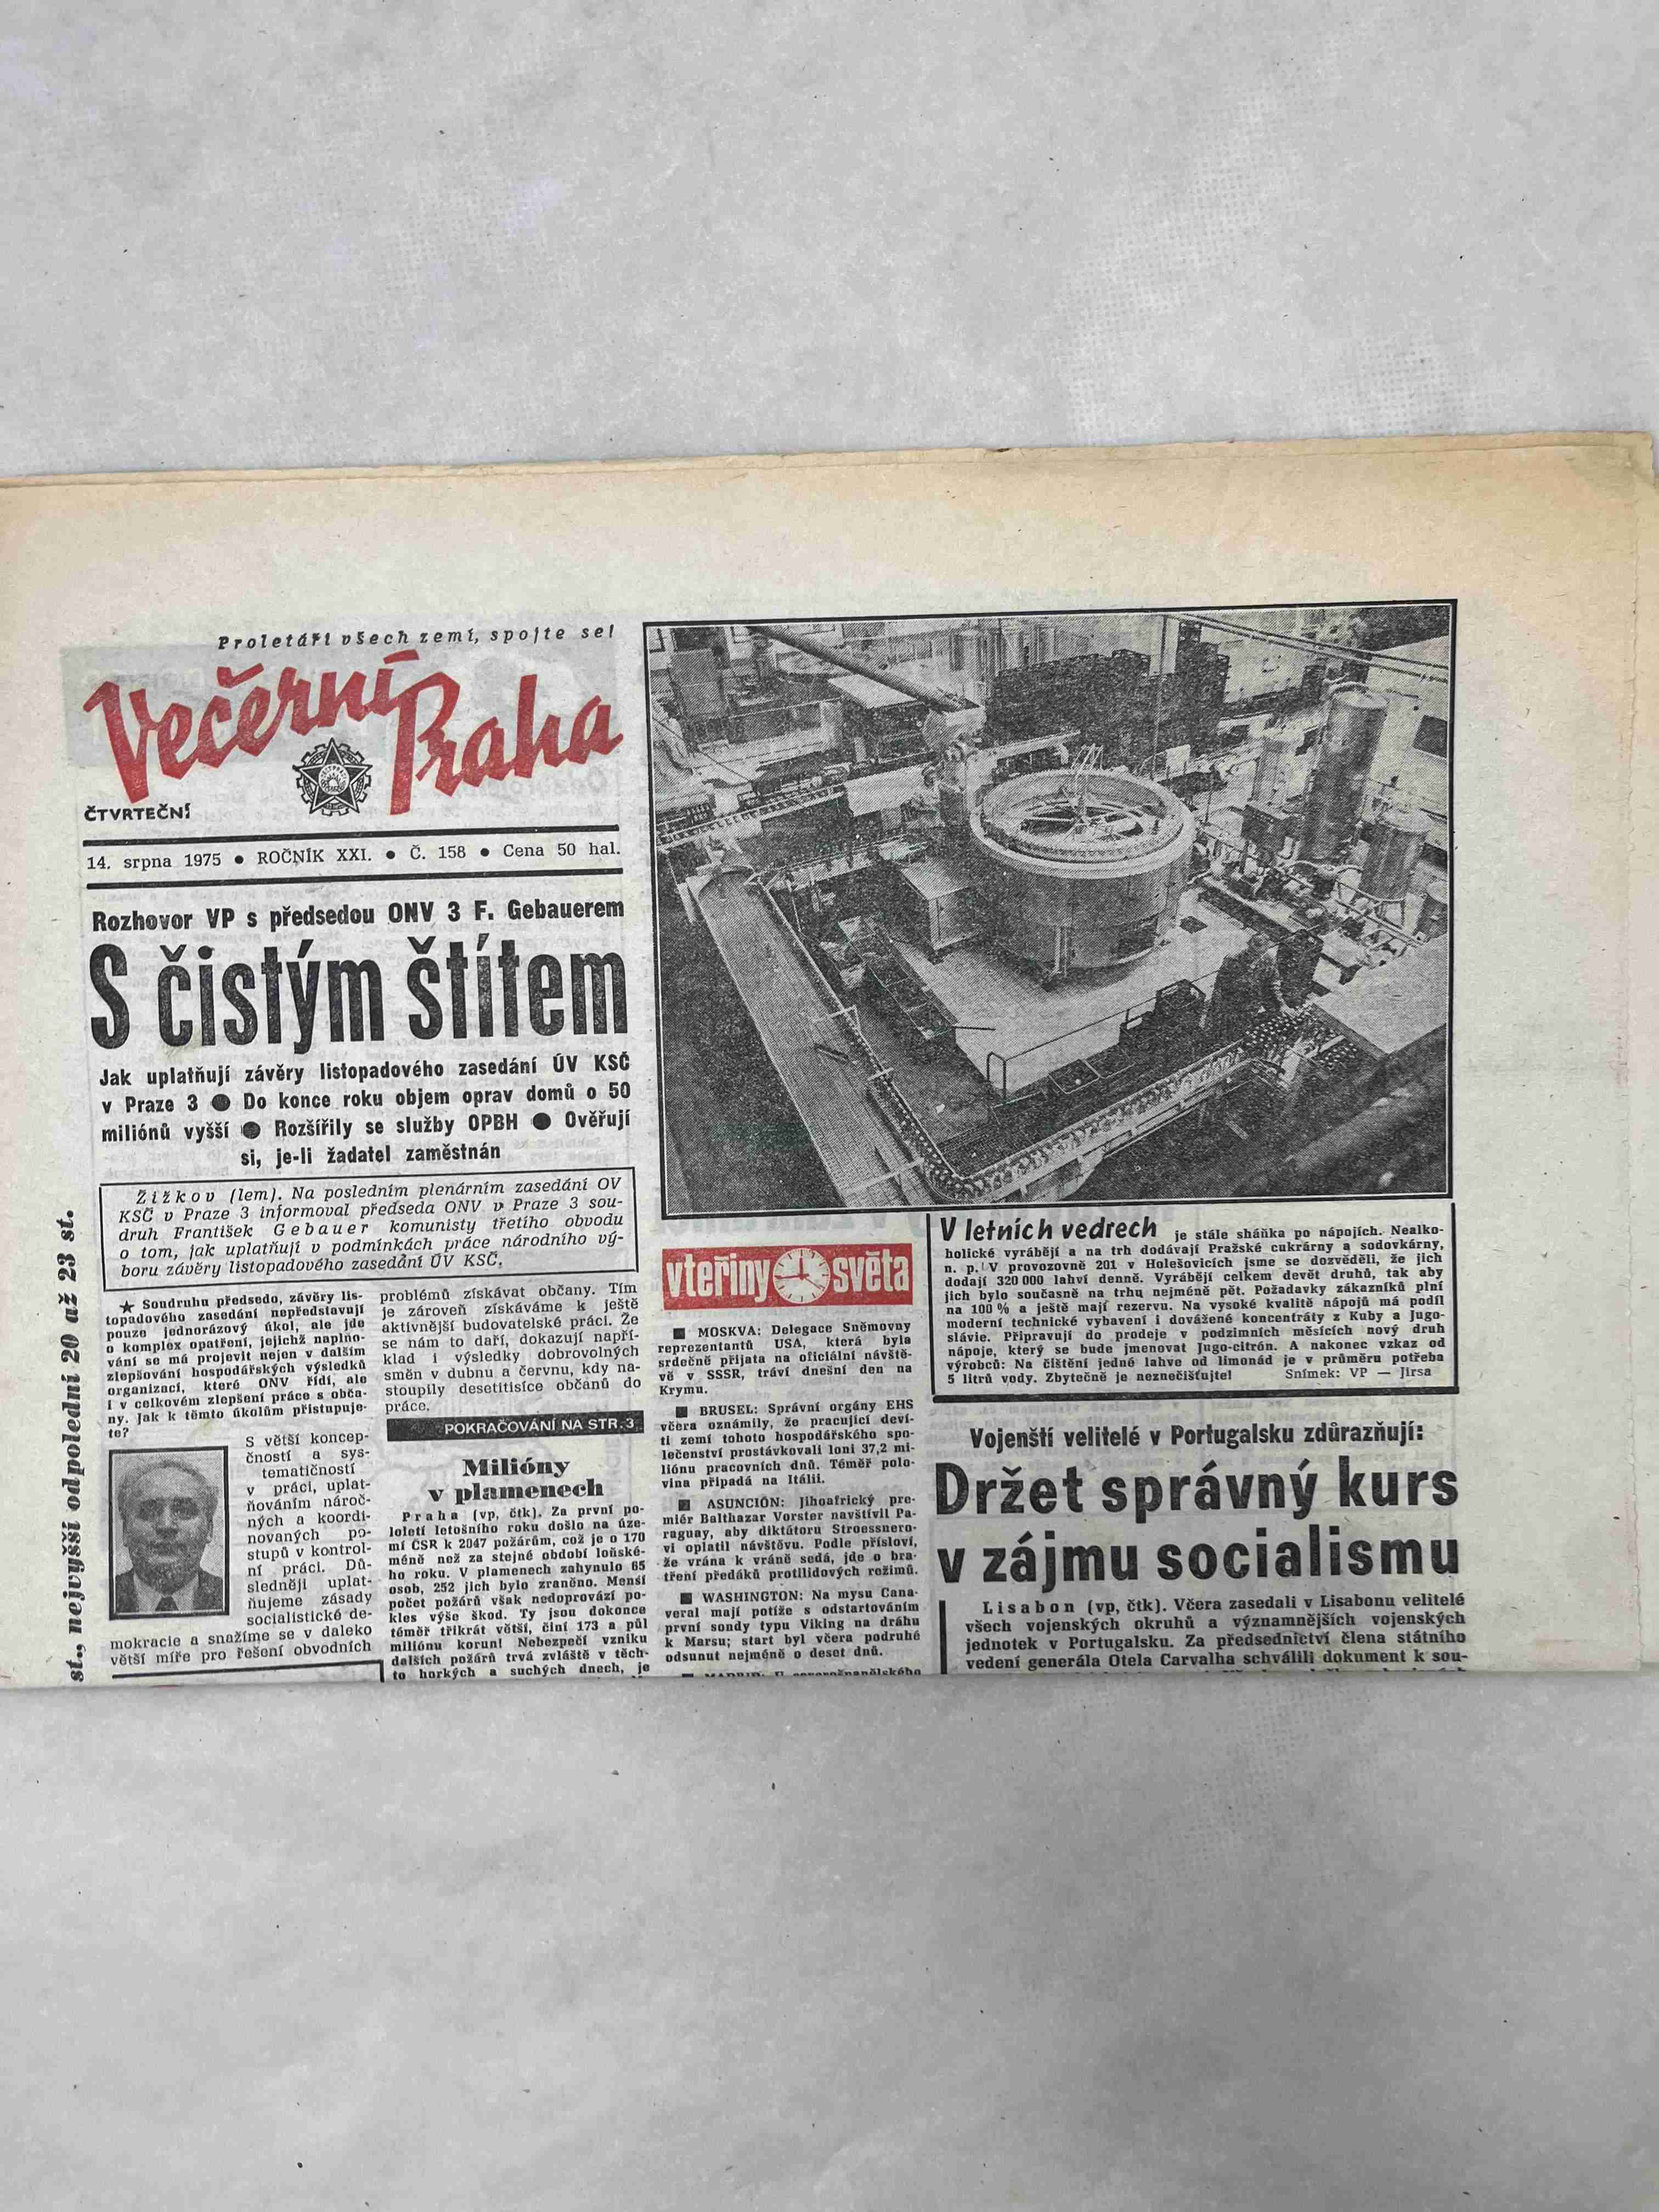 Proletáři všech zemí, spojte se!
Večerní
Praha
ČTVRTEČNÍ
14. srpna 1975 ● ROČNÍK XXI. ● Č. 158 ● Cena 50 hal.
Rozhovor VP s předsedou ONV 3 F. Gebauerem
S čistým štítem
Jak uplatňují závěry listopadového zasedání ÚV KSČ
v Praze 3 ● Do konce roku objem oprav domů o 50
miliónů vyšší ● Rozšířily se služby OPBH ● Ověřují
si, je-li žadatel zaměstnán
Žižkov (lem). Na posledním plenárním zasedání OV
KSČ v Praze 3 informoval předseda ONV v Praze 3 sou-
druh František Gebauer komunisty třetího obvodu
o tom, jak uplatňují v podmínkách práce národního vý-
boru závěry listopadového zasedání ÚV KSČ.
★ Soudruhu předsedo, závěry lis-
topadového zasedání nepředstavují
pouze jednorázový úkol, ale jde
o komplex opatření, jejichž naplňo-
vání se má projevit nejen v dalším
zlepšování hospodářských výsledků
organizací, které ONV řídí, ale
i v celkovém zlepšení práce s obča-
ny. Jak k těmto úkolům přistupuje-
te?
S větší koncep-
čností a sys-
tematičností
v práci, uplat-
ňováním nároč-
ných a koordi-
novaných po-
stupů v kontrol-
ní práci. Dů-
sledněji uplat-
ňujeme zásady
socialistické de-
mokracie a snažíme se v daleko
větší míře pro řešení obvodních
problémů získávat občany. Tím
je zároveň získáváme k ještě
aktivnější budovatelské práci. Že
se nám to daří, dokazují napří-
klad i výsledky dobrovolných
směn v dubnu a červnu, kdy na-
stoupily desetitisíce občanů do
práce.
POKRAČOVÁNÍ NA STR. 3
Milióny
v plamenech
Praha (vp, čtk). Za první po-
loletí letošního roku došlo na úze-
mí ČSR k 2047 požárům, což je o 170
méně než za stejné období loňské-
ho roku. V plamenech zahynulo 65
osob, 252 jich bylo zraněno. Menší
počet požárů však nedoprovází po-
kles výše škod. Ty jsou dokonce
téměř třikrát větší, činí 173 a půl
miliónu korun! Nebezpečí vzniku
dalších požárů trvá zvláště v těch-
to horkých a suchých dnech, je
st., nejvyšší odpolední 20 až 23 st.
vteřiny světa
■ MOSKVA: Delegace Sněmovny
reprezentantů USA, která byla
srdečně přijata na oficiální návště-
vě v SSSR, tráví dnešní den na
Krymu.
■ BRUSEL: Správní orgány EHS
včera oznámily, že pracující deví-
ti zemí tohoto hospodářského spo-
lečenství prostávkovali loni 37,2 mi-
liónu pracovních dnů. Téměř polo-
vina připadá na Itálii.
■ ASUNCIÓN: Jihoafrický pre-
miér Balthazar Vorster navštívil Pa-
raguay, aby diktátoru Stroessnero-
vi oplatil návštěvu. Podle přísloví,
že vrána k vráně sedá, jde o bra-
tření předáků protilidových režimů.
■ WASHINGTON: Na mysu Cana-
veral mají potíže s odstartováním
první sondy typu Viking na dráhu
k Marsu; start byl včera podruhé
odsunut nejméně o deset dnů.
■ MADRID:
V letních vedrech je stále sháňka po nápojích. Nealko-
holické vyrábějí a na trh dodávají Pražské cukrárny a sodovkárny,
n. p. V provozovně 201 v Holešovicích jsme se dozvěděli, že jich
dodají 320 000 lahví denně. Vyrábějí celkem devět druhů, tak aby
jich bylo současně na trhu nejméně pět. Požadavky zákazníků plní
na 100 % a ještě mají rezervu. Na vysoké kvalitě nápojů má podíl
moderní technické vybavení i dovážené koncentráty z Kuby a Jugo-
slávie. Připravují do prodeje v podzimních měsících nový druh
nápoje, který se bude jmenovat Jugo-citrón. A nakonec vzkaz od
výrobců: Na čištění jedné lahve od limonád je v průměru potřeba
5 litrů vody. Zbytečně je neznečišťujte! Snímek: VP — Jirsa
Vojenští velitelé v Portugalsku zdůrazňují:
Držet správný kurs
v zájmu socialismu
Lisabon (vp, čtk). Včera zasedali v Lisabonu velitelé
všech vojenských okruhů a významnějších vojenských
jednotek v Portugalsku. Za předsednictví člena státního
vedení generála Otela Carvalha schválili dokument k sou-